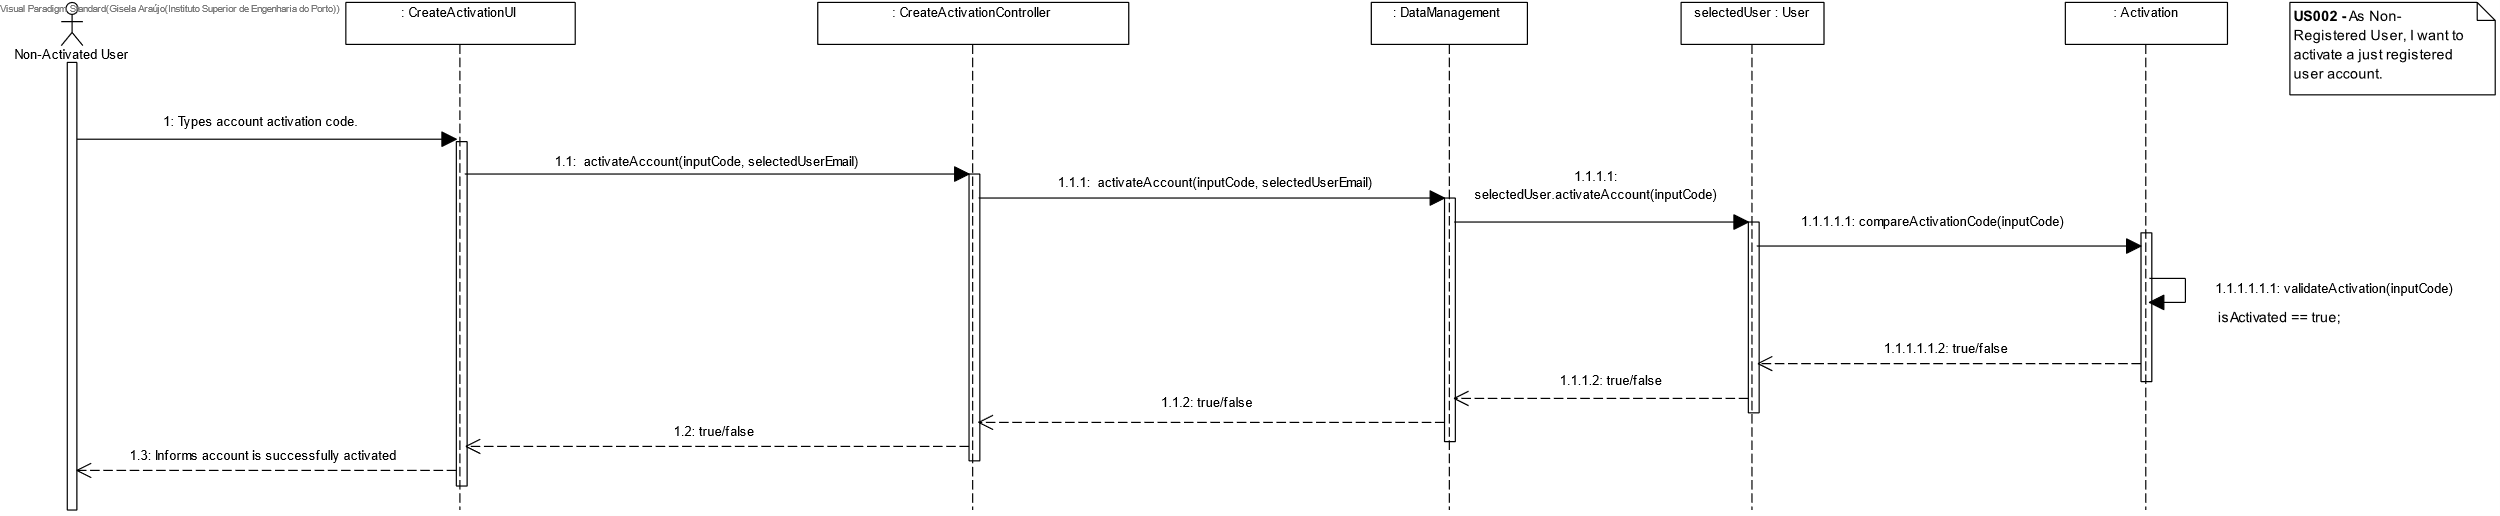 Visual Paradigm Standard(Gisela Araújo(Instituto Superior de Engenharia do Porto))
Non-Activated User
: CreateActivationUI
: CreateActivationController
: DataManagement
selectedUser : User
: Activation
US002 - As Non-
Registered User, I want to
activate a just registered
user account.
1: Types account activation code.
1.1:  activateAccount(inputCode, selectedUserEmail)
1.1.1:  activateAccount(inputCode, selectedUserEmail)
1.1.1.1:
selectedUser.activateAccount(inputCode)
1.1.1.1.1: compareActivationCode(inputCode)
1.1.1.1.1.1: validateActivation(inputCode)
isActivated == true;
1.1.1.1.1.2: true/false
1.1.1.2: true/false
1.1.2: true/false
1.2: true/false
1.3: Informs account is successfully activated